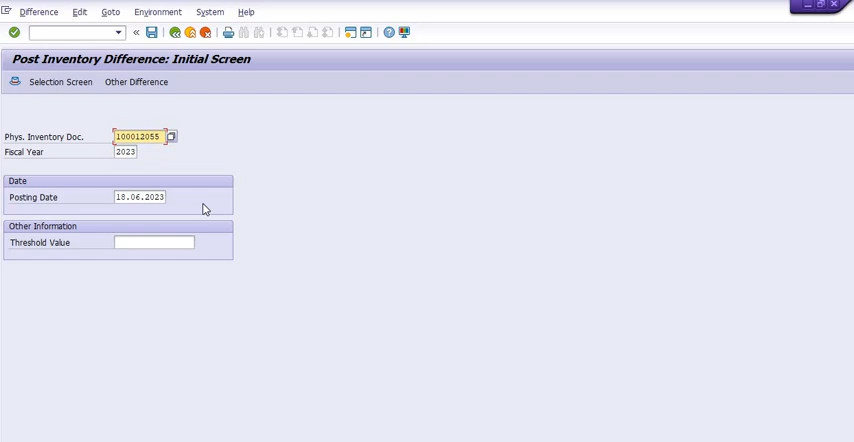 Difference Edit Goto Environment System Help
Post Inventory Difference: Initial Screen
Selection Screen Other Difference
Phys. Inventory Doc. 100012055
Fiscal Year 2023
Date
Posting Date 18.06.2023
Other Information
Threshold Value